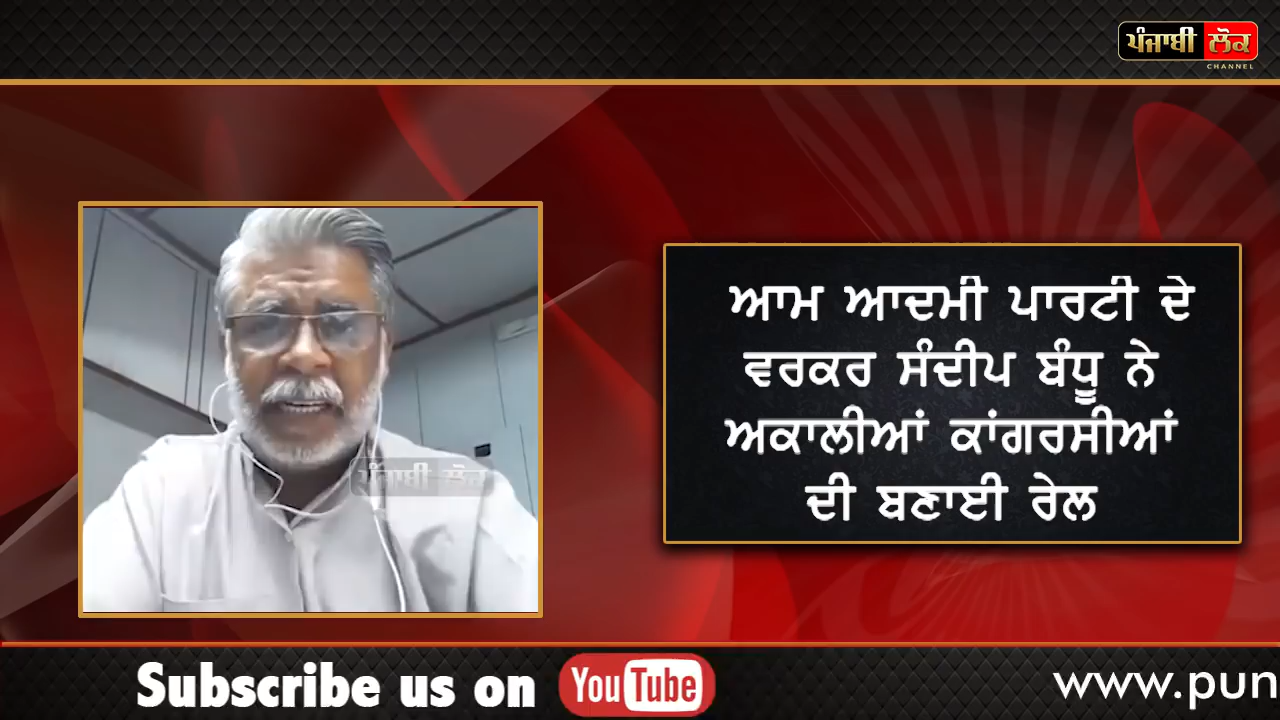 ਪੰਜਾਬੀ ਲੋਕ
CHANNEL
ਆਮ ਆਦਮੀ ਪਾਰਟੀ ਦੇ
ਵਰਕਰ ਸੰਦੀਪ ਬੰਧੂ ਨੇ
ਅਕਾਲੀਆਂ ਕਾਂਗਰਸੀਆਂ
ਦੀ ਬਣਾਈ ਰੇਲ
ਪੰਜਾਬੀ ਲੋਕ
Subscribe us on YouTube
www.pun